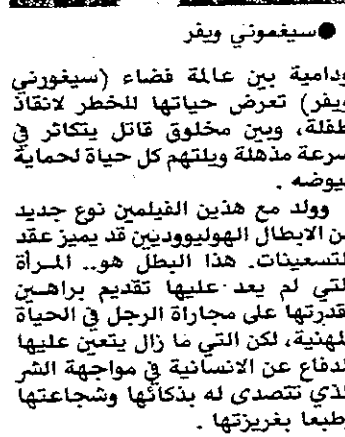 ●سيغموني ويفر
ودامية بين عالمة فضاء (سيغورني
ويفر) تعرض حياتها للخطر لانقاذ
طفلة، وبين مخلوق قاتل يتكاثر في
سرعة مذهلة ويلتهم كل حياة لحماية
بيوضه .
وولد مع هذين الفيلمين نوع جديد
من الابطال الهوليووديين قد يميز عقد
التسعينات. هذا البطل هو.. المرأة
التي لم يعد عليها تقديم براهين
لقدرتها على مجاراة الرجل في الحياة
المهنية، لكن التي ما زال يتعين عليها
الدفاع عن الانسانية في مواجهة الشر
الذي تتصدى له بذكائها وشجاعتها
وطبعا بغريزتها .